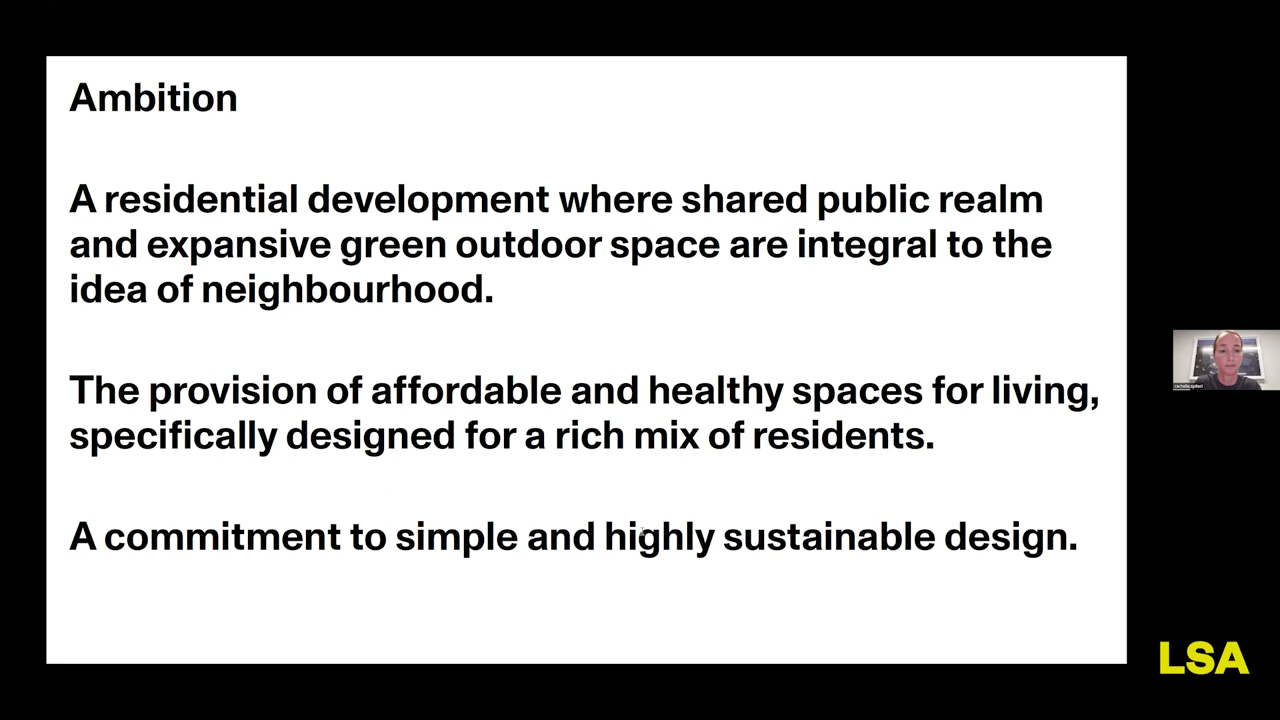 Ambition
A residential development where shared public realm
and expansive green outdoor space are integral to the
idea of neighbourhood.
The provision of affordable and healthy spaces for living,
specifically designed for a rich mix of residents.
A commitment to simple and highly sustainable design.
LSA